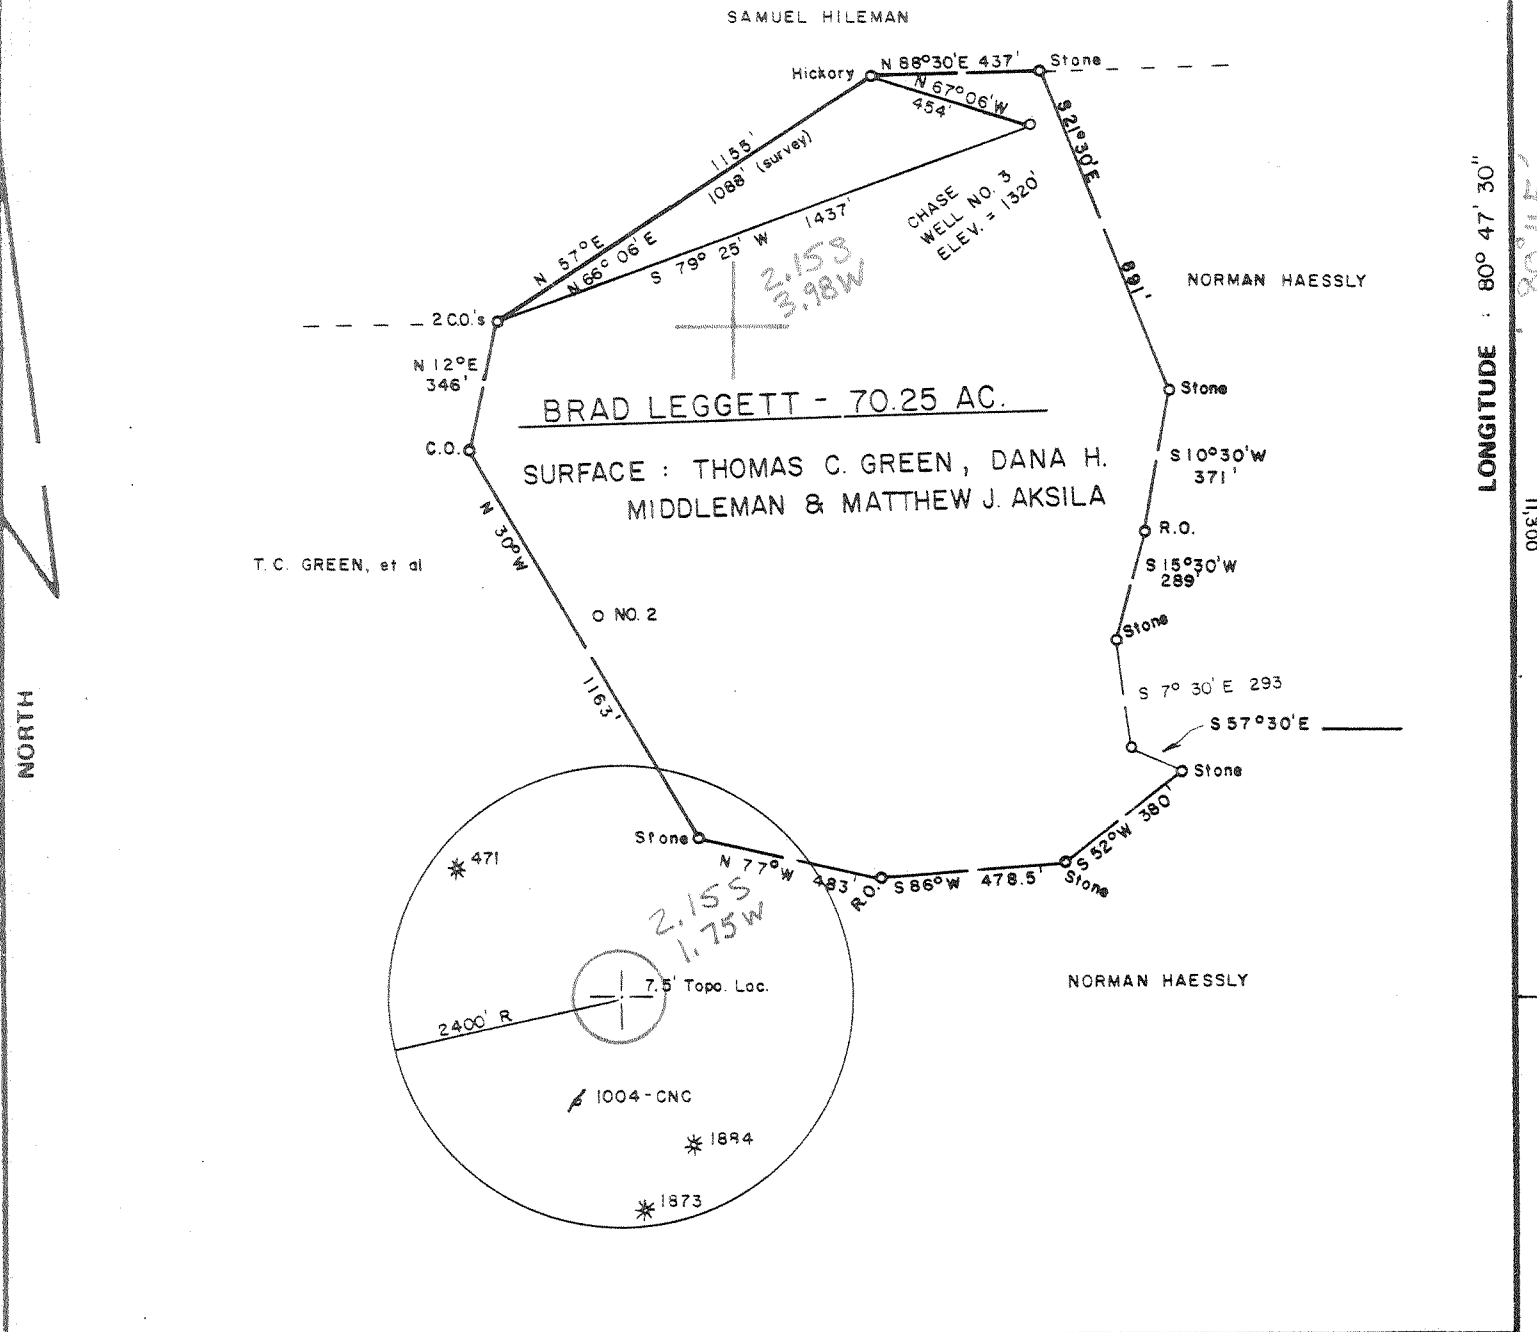 SAMUEL HILEMAN
Hickory
N 88°30'E 437'
Stone
N 67°06'W
454'
S 21°30'E
891'
1155'
1088' (survey)
N 57°E
N 66° 06' E
S 79° 25' W 1437'
CHASE
WELL NO. 3
ELEV. = 1320'
2.15S
3.98W
NORMAN HAESSLY
LONGITUDE : 80° 47' 30"
11,300
2 C.O.'s
N 12°E
346'
C.O.
BRAD LEGGETT - 70.25 AC.
SURFACE : THOMAS C. GREEN, DANA H.
MIDDLEMAN & MATTHEW J. AKSILA
Stone
S 10°30'W
371'
R.O.
S 15°30'W
289'
Stone
N 30°W
1163'
T. C. GREEN, et al
NO. 2
NORTH
S 7° 30' E 293
S 57°30'E
Stone
Stone
N 77°W 483'
R.O.
S 86°W 478.5'
S 52°W 380'
Stone
471
2.15S
1.75W
7.5' Topo. Loc.
2400' R
1004-CNC
1884
1873
NORMAN HAESSLY